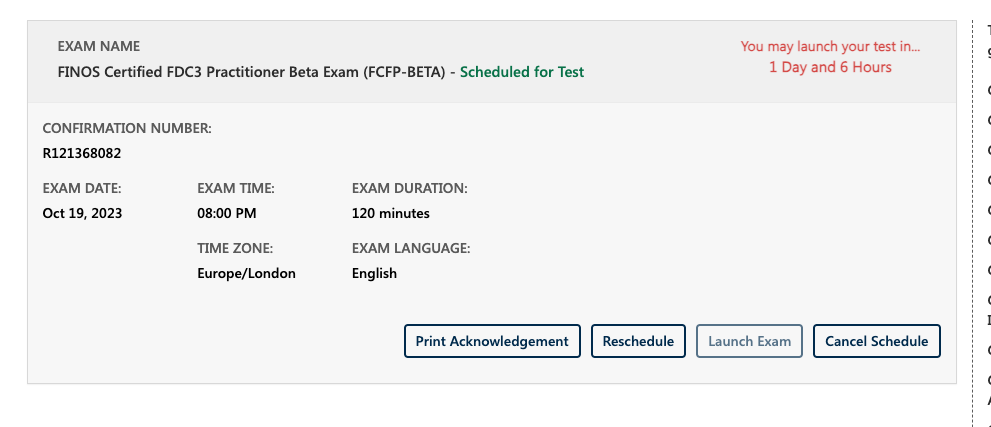 EXAM NAME
You may launch your test in...
FINOS Certified FDC3 Practitioner Beta Exam (FCFP-BETA) - Scheduled for Test
1 Day and 6 Hours
CONFIRMATION NUMBER:
R121368082
EXAM DATE: EXAM TIME: EXAM DURATION:
Oct 19, 2023 08:00 PM 120 minutes
TIME ZONE: EXAM LANGUAGE:
Europe/London English
Print Acknowledgement Reschedule Launch Exam Cancel Schedule